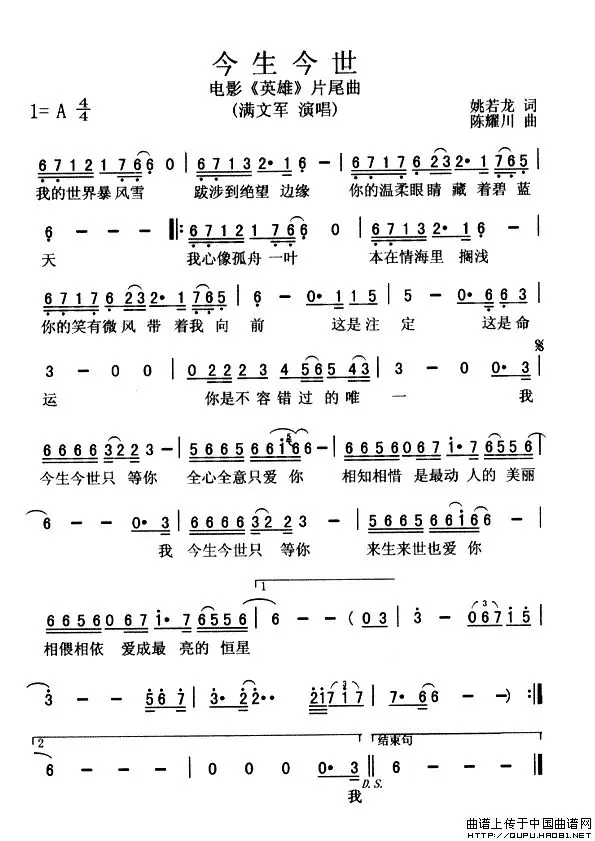 今生今世
电影《英雄》片尾曲
1= A 4/4
(满文军 演唱)
姚若龙 词
陈耀川 曲
6 7 1 2 1 7 6 6 0 | 6 7 1 3 2· 1 6 - | 6 7 1 7 6 2 3 2· 1 7 6 5 |
我的世界暴风雪 跋涉到绝望 边缘 你的温柔眼睛 藏 着碧 蓝
6 - - |: 6 7 1 2 1 7 6 6 0 | 6 7 1 3 2· 1 6 - |
天 我心像孤舟一叶 本在情海里 搁浅
6 7 1 7 6 2 3 2· 1 7 6 5 | 6 - 0· 1 1 5 | 5 - 0· 6 6 3 |
你的笑有微风 带 着我 向 前 这是注 定 这是命
3 - 0 0 | 0 2 2 2 3 4 5 6 5 4 3 | 3 - 0 0· 3 |
运 你是不容错过的唯 一 我
6 6 6 6 3 2 2 3 - | 5 6 6 5 6 6 1 6 6 - | 6 6 5 6 0 6 7 1· 7 6 5 5 6 |
今生今世只 等你 全心全意只爱 你 相知相惜 是最动 人的 美丽
6 - - 0· 3 | 6 6 6 6 3 2 2 3 - | 5 6 6 5 6 6 1 6 6 - |
我 今生今世只 等你 来生来世也爱 你
1
6 6 5 6 0 6 7 1· 7 6 5 5 6 | 6 - - (0 3 | 3 - 0 6 7 1 5 |
相偎相依 爱成最 亮的 恒星
3 - - 5 6 7 | 3· 2 2·· | 2 1 7 1 7 1 | 7· 6 6 - - ) :|
2 结束句
6 - - | 0 0 0 0· 3 || 6 - - - ||
D.S.
我
曲谱上传于中国曲谱网
http://QUPU.HAO81.NET